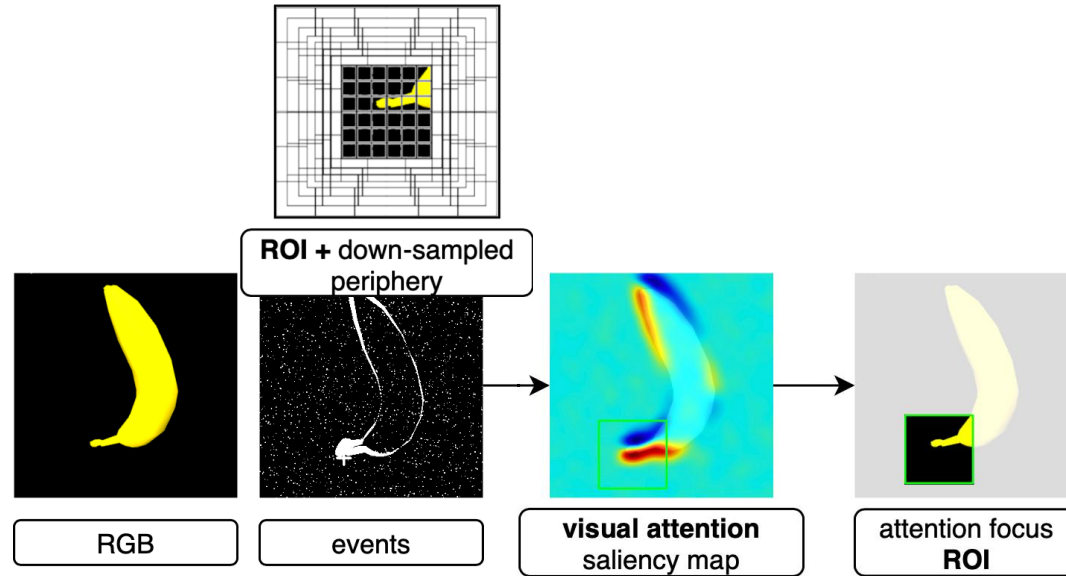 ROI + down-sampled
periphery
RGB
events
visual attention
saliency map
attention focus
ROI